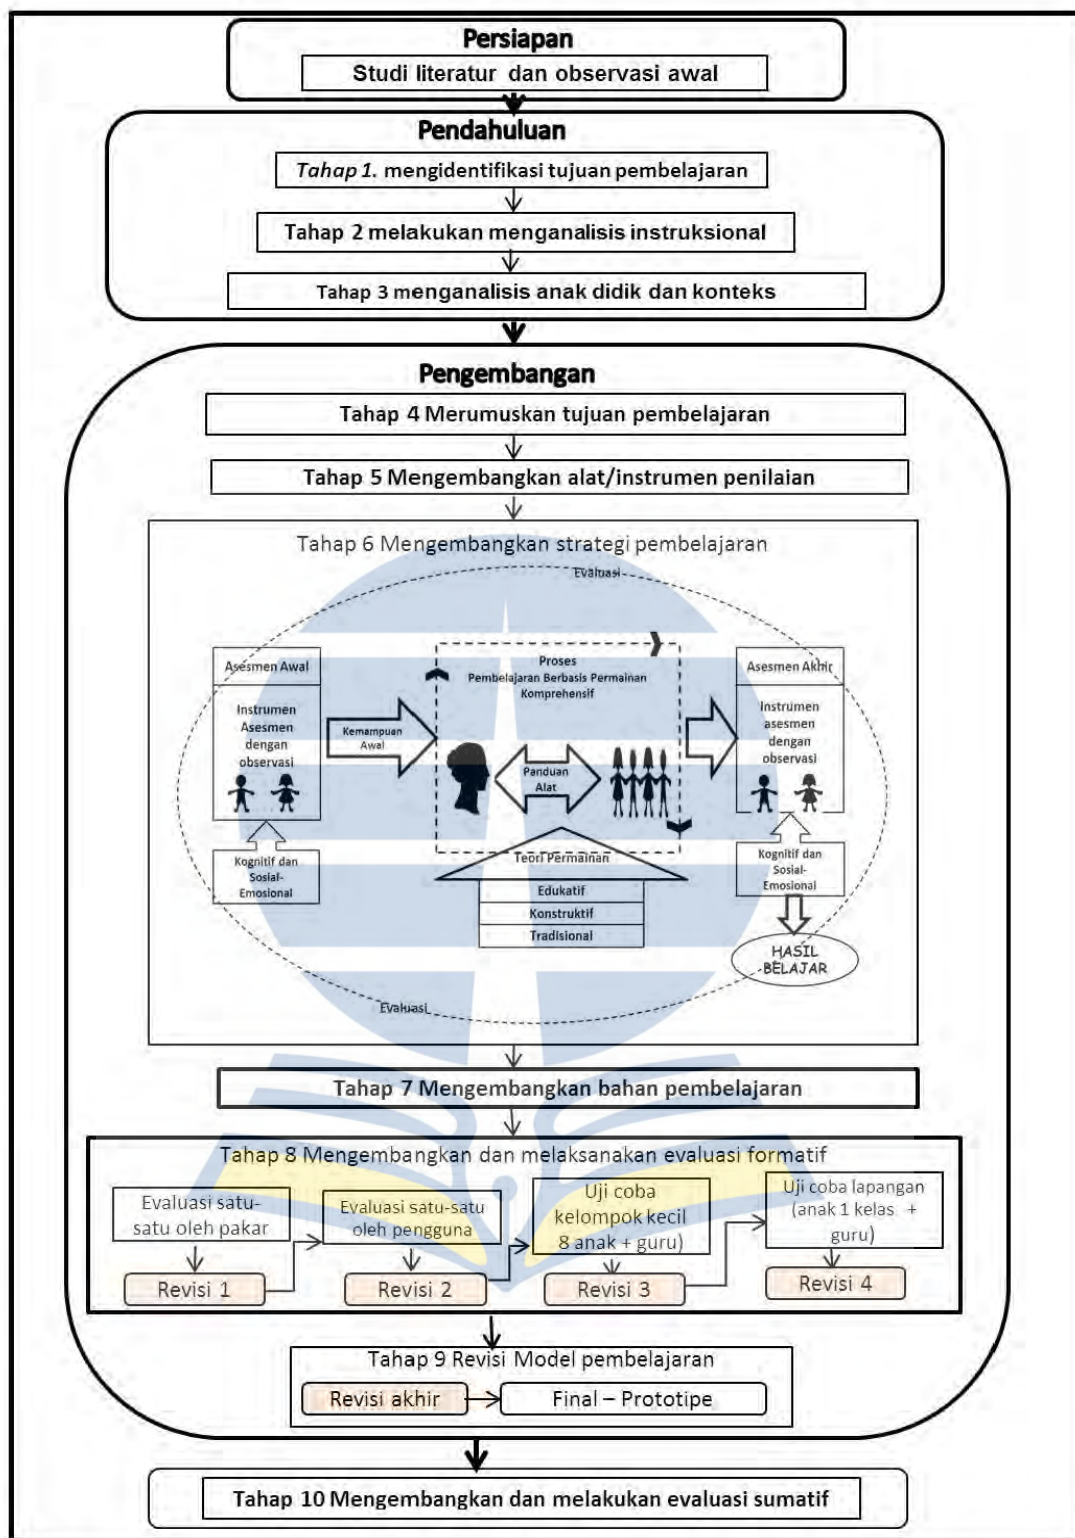 Persiapan
Studi literatur dan observasi awal
Pendahuluan
Tahap 1. mengidentifikasi tujuan pembelajaran
Tahap 2 melakukan menganalisis instruksional
Tahap 3 menganalisis anak didik dan konteks
Pengembangan
Tahap 4 Merumuskan tujuan pembelajaran
Tahap 5 Mengembangkan alat/instrumen penilaian
Tahap 6 Mengembangkan strategi pembelajaran
Evaluasi
Asesmen Awal
Instrumen
Asesmen
dengan
observasi
Kognitif dan
Sosial-
Emosional
Kemampuan
Awal
Proses
Pembelajaran Berbasis Permainan
Komprehensif
Panduan
Alat
Teori Permainan
Edukatif
Konstruktif
Tradisional
Asesmen Akhir
Instrumen
asesmen
dengan
observasi
Kognitif dan
Sosial-
Emosional
HASIL
BELAJAR
Evaluasi
Tahap 7 Mengembangkan bahan pembelajaran
Tahap 8 Mengembangkan dan melaksanakan evaluasi formatif
Evaluasi satu-
satu oleh pakar
Revisi 1
Evaluasi satu-satu
oleh pengguna
Revisi 2
Uji coba
kelompok kecil
8 anak + guru)
Revisi 3
Uji coba lapangan
(anak 1 kelas +
guru)
Revisi 4
Tahap 9 Revisi Model pembelajaran
Revisi akhir
Final – Prototipe
Tahap 10 Mengembangkan dan melakukan evaluasi sumatif